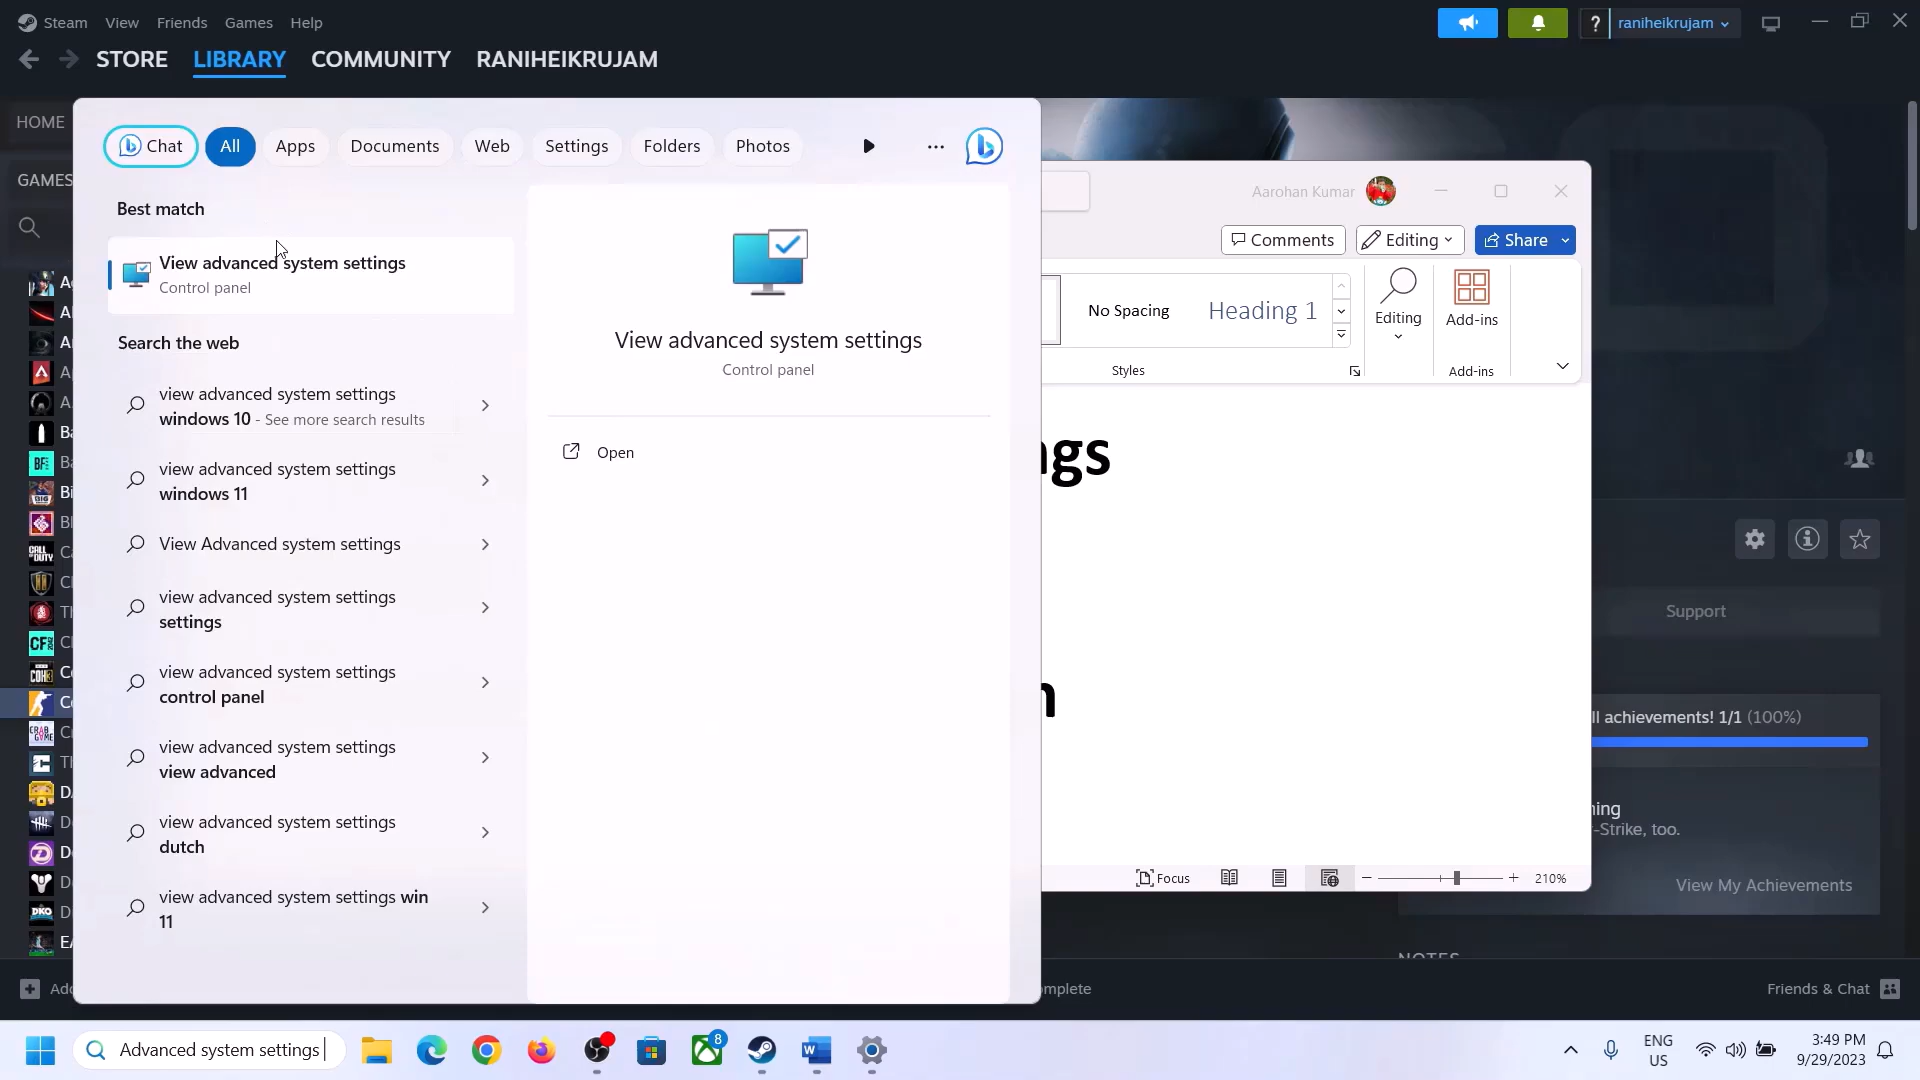 Steam View Friends Games Help
raniheikrujam
STORE LIBRARY COMMUNITY RANIHEIKRUJAM
HOME
GAMES
Chat All Apps Documents Web Settings Folders Photos
Best match
View advanced system settings
Control panel
Search the web
view advanced system settings
windows 10 - See more search results
view advanced system settings
windows 11
View Advanced system settings
view advanced system settings
settings
view advanced system settings
control panel
view advanced system settings
view advanced
view advanced system settings
dutch
view advanced system settings win
11
View advanced system settings
Control panel
Open
Aarohan Kumar
Comments Editing Share
No Spacing Heading 1
Editing
Add-ins
Styles
Add-ins
ngs
n
Focus
210%
Support
ll achievements! 1/1 (100%)
ning
-Strike, too.
View My Achievements
NOTES
Add
mplete
Friends & Chat
Advanced system settings
8
ENG
US
3:49 PM
9/29/2023